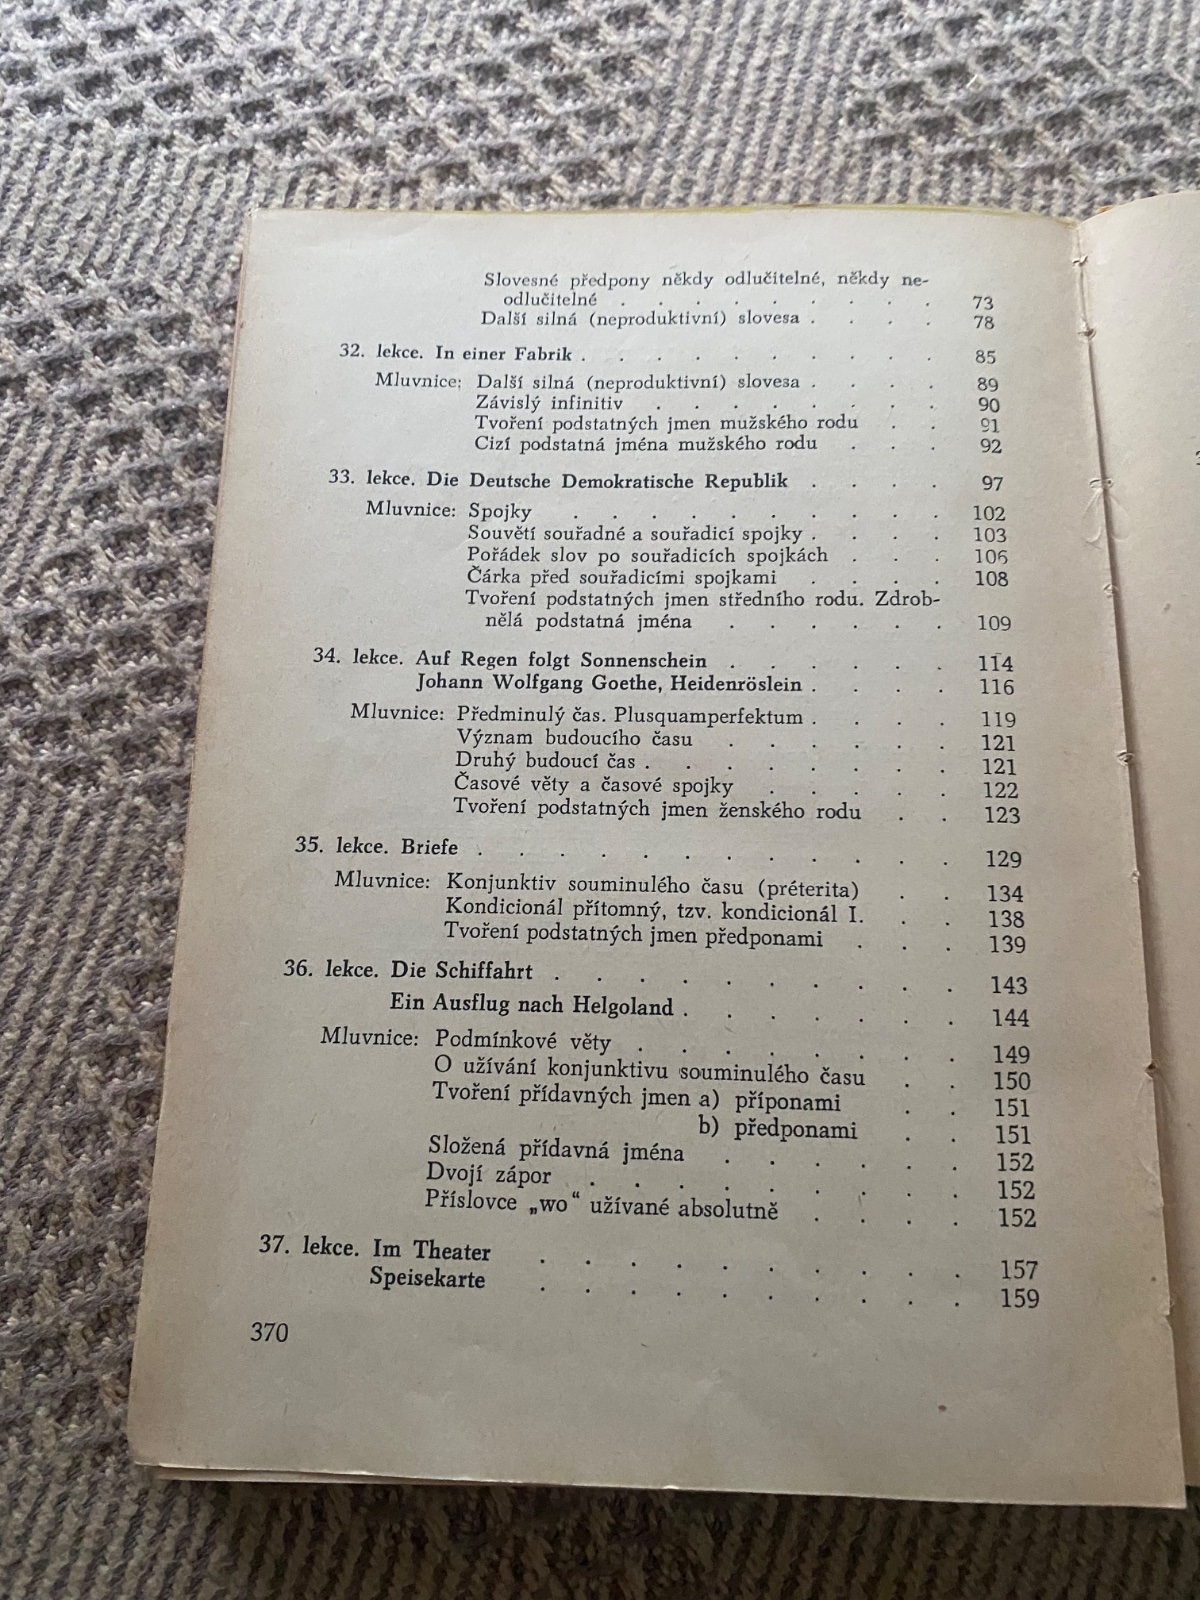 Slovesné předpony někdy odlučitelné, někdy ne-
odlučitelné . . . . . . . . 73
Další silná (neproduktivní) slovesa . . . . 78
32. lekce. In einer Fabrik . . . . . . . . . 85
Mluvnice: Další silná (neproduktivní) slovesa . . . . 89
Závislý infinitiv . . . . . . . 90
Tvoření podstatných jmen mužského rodu . . 91
Cizí podstatná jména mužského rodu . . . 92
33. lekce. Die Deutsche Demokratische Republik . . . . 97
Mluvnice: Spojky . . . . . . . . . 102
Souvětí souřadné a souřadicí spojky . . . . 103
Pořádek slov po souřadicích spojkách . . . 106
Čárka před souřadicími spojkami . . . . 108
Tvoření podstatných jmen středního rodu. Zdrob-
nělá podstatná jména . . . . . . 109
34. lekce. Auf Regen folgt Sonnenschein . . . . . . 114
Johann Wolfgang Goethe, Heidenröslein . . . . 116
Mluvnice: Předminulý čas. Plusquamperfektum . . . . 119
Význam budoucího času . . . . . . 121
Druhý budoucí čas . . . . . . . . 121
Časové věty a časové spojky . . . . . 122
Tvoření podstatných jmen ženského rodu . . 123
35. lekce. Briefe . . . . . . . . . . . . 129
Mluvnice: Konjunktiv souminulého času (préterita) . . 134
Kondicionál přítomný, tzv. kondicionál I. . . 138
Tvoření podstatných jmen předponami . . . 139
36. lekce. Die Schiffahrt . . . . . . . . . . 143
Ein Ausflug nach Helgoland . . . . . . . 144
Mluvnice: Podmínkové věty . . . . . . . . 149
O užívání konjunktivu souminulého času . . 150
Tvoření přídavných jmen a) příponami . . 151
b) předponami . . 151
Složená přídavná jména . . . . . . 152
Dvojí zápor . . . . . . . . . 152
Příslovce „wo“ užívané absolutně . . . . 152
37. lekce. Im Theater . . . . . . . . . . 157
Speisekarte . . . . . . . . . . 159
370